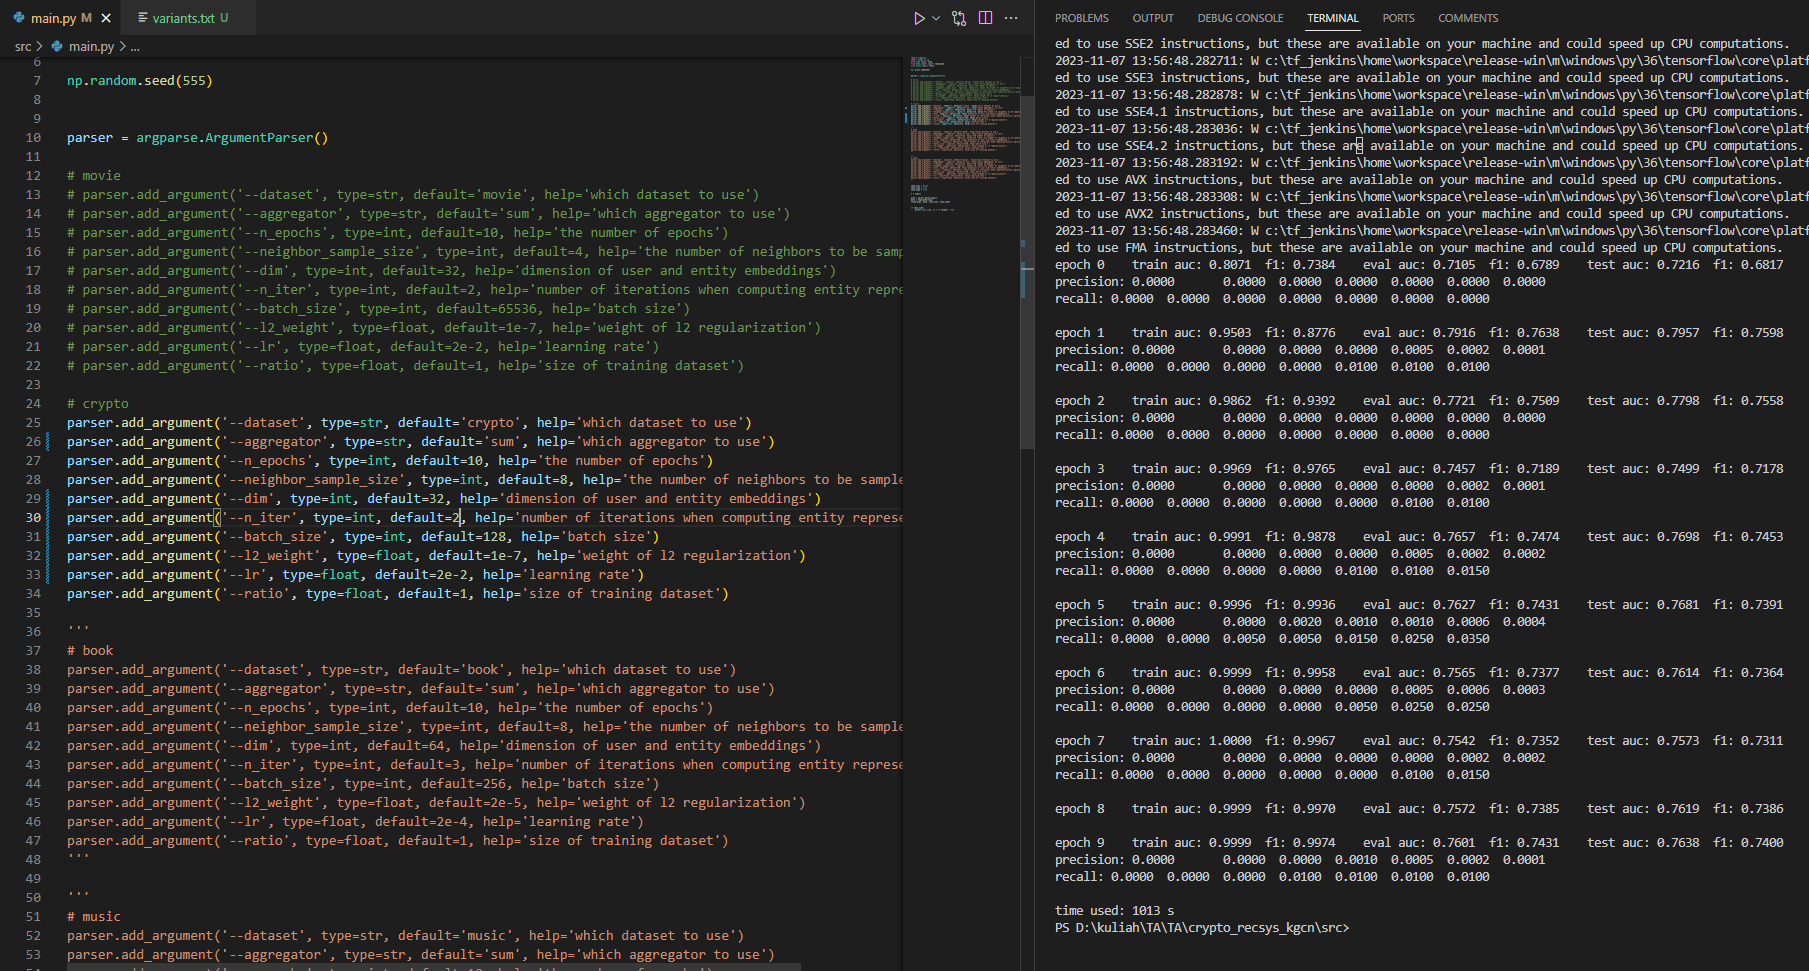 main.py M
variants.txt U
src > main.py > ...
6
7 np.random.seed(555)
8
9
10 parser = argparse.ArgumentParser()
11
12 # movie
13 # parser.add_argument('--dataset', type=str, default='movie', help='which dataset to use')
14 # parser.add_argument('--aggregator', type=str, default='sum', help='which aggregator to use')
15 # parser.add_argument('--n_epochs', type=int, default=10, help='the number of epochs')
16 # parser.add_argument('--neighbor_sample_size', type=int, default=4, help='the number of neighbors to be samp
17 # parser.add_argument('--dim', type=int, default=32, help='dimension of user and entity embeddings')
18 # parser.add_argument('--n_iter', type=int, default=2, help='number of iterations when computing entity repre
19 # parser.add_argument('--batch_size', type=int, default=65536, help='batch size')
20 # parser.add_argument('--l2_weight', type=float, default=1e-7, help='weight of l2 regularization')
21 # parser.add_argument('--lr', type=float, default=2e-2, help='learning rate')
22 # parser.add_argument('--ratio', type=float, default=1, help='size of training dataset')
23
24 # crypto
25 parser.add_argument('--dataset', type=str, default='crypto', help='which dataset to use')
26 parser.add_argument('--aggregator', type=str, default='sum', help='which aggregator to use')
27 parser.add_argument('--n_epochs', type=int, default=10, help='the number of epochs')
28 parser.add_argument('--neighbor_sample_size', type=int, default=8, help='the number of neighbors to be sample
29 parser.add_argument('--dim', type=int, default=32, help='dimension of user and entity embeddings')
30 parser.add_argument('--n_iter', type=int, default=2, help='number of iterations when computing entity represe
31 parser.add_argument('--batch_size', type=int, default=128, help='batch size')
32 parser.add_argument('--l2_weight', type=float, default=1e-7, help='weight of l2 regularization')
33 parser.add_argument('--lr', type=float, default=2e-2, help='learning rate')
34 parser.add_argument('--ratio', type=float, default=1, help='size of training dataset')
35
36 '''
37 # book
38 parser.add_argument('--dataset', type=str, default='book', help='which dataset to use')
39 parser.add_argument('--aggregator', type=str, default='sum', help='which aggregator to use')
40 parser.add_argument('--n_epochs', type=int, default=10, help='the number of epochs')
41 parser.add_argument('--neighbor_sample_size', type=int, default=8, help='the number of neighbors to be sample
42 parser.add_argument('--dim', type=int, default=64, help='dimension of user and entity embeddings')
43 parser.add_argument('--n_iter', type=int, default=3, help='number of iterations when computing entity represe
44 parser.add_argument('--batch_size', type=int, default=256, help='batch size')
45 parser.add_argument('--l2_weight', type=float, default=2e-5, help='weight of l2 regularization')
46 parser.add_argument('--lr', type=float, default=2e-4, help='learning rate')
47 parser.add_argument('--ratio', type=float, default=1, help='size of training dataset')
48 '''
49
50 '''
51 # music
52 parser.add_argument('--dataset', type=str, default='music', help='which dataset to use')
53 parser.add_argument('--aggregator', type=str, default='sum', help='which aggregator to use')
PROBLEMS OUTPUT DEBUG CONSOLE TERMINAL PORTS COMMENTS
ed to use SSE2 instructions, but these are available on your machine and could speed up CPU computations.
2023-11-07 13:56:48.282711: W c:\tf_jenkins\home\workspace\release-win\m\windows\py\36\tensorflow\core\platf
ed to use SSE3 instructions, but these are available on your machine and could speed up CPU computations.
2023-11-07 13:56:48.282878: W c:\tf_jenkins\home\workspace\release-win\m\windows\py\36\tensorflow\core\platf
ed to use SSE4.1 instructions, but these are available on your machine and could speed up CPU computations.
2023-11-07 13:56:48.283036: W c:\tf_jenkins\home\workspace\release-win\m\windows\py\36\tensorflow\core\platf
ed to use SSE4.2 instructions, but these are available on your machine and could speed up CPU computations.
2023-11-07 13:56:48.283192: W c:\tf_jenkins\home\workspace\release-win\m\windows\py\36\tensorflow\core\platf
ed to use AVX instructions, but these are available on your machine and could speed up CPU computations.
2023-11-07 13:56:48.283308: W c:\tf_jenkins\home\workspace\release-win\m\windows\py\36\tensorflow\core\platf
ed to use AVX2 instructions, but these are available on your machine and could speed up CPU computations.
2023-11-07 13:56:48.283460: W c:\tf_jenkins\home\workspace\release-win\m\windows\py\36\tensorflow\core\platf
ed to use FMA instructions, but these are available on your machine and could speed up CPU computations.
epoch 0 train auc: 0.8071 f1: 0.7384 eval auc: 0.7105 f1: 0.6789 test auc: 0.7216 f1: 0.6817
precision: 0.0000 0.0000 0.0000 0.0000 0.0000 0.0000 0.0000
recall: 0.0000 0.0000 0.0000 0.0000 0.0000 0.0000 0.0000

epoch 1 train auc: 0.9503 f1: 0.8776 eval auc: 0.7916 f1: 0.7638 test auc: 0.7957 f1: 0.7598
precision: 0.0000 0.0000 0.0000 0.0000 0.0005 0.0002 0.0001
recall: 0.0000 0.0000 0.0000 0.0000 0.0100 0.0100 0.0100

epoch 2 train auc: 0.9862 f1: 0.9392 eval auc: 0.7721 f1: 0.7509 test auc: 0.7798 f1: 0.7558
precision: 0.0000 0.0000 0.0000 0.0000 0.0000 0.0000 0.0000
recall: 0.0000 0.0000 0.0000 0.0000 0.0000 0.0000 0.0000

epoch 3 train auc: 0.9969 f1: 0.9765 eval auc: 0.7457 f1: 0.7189 test auc: 0.7499 f1: 0.7178
precision: 0.0000 0.0000 0.0000 0.0000 0.0000 0.0002 0.0001
recall: 0.0000 0.0000 0.0000 0.0000 0.0000 0.0100 0.0100

epoch 4 train auc: 0.9991 f1: 0.9878 eval auc: 0.7657 f1: 0.7474 test auc: 0.7698 f1: 0.7453
precision: 0.0000 0.0000 0.0000 0.0000 0.0005 0.0002 0.0002
recall: 0.0000 0.0000 0.0000 0.0000 0.0100 0.0100 0.0150

epoch 5 train auc: 0.9996 f1: 0.9936 eval auc: 0.7627 f1: 0.7431 test auc: 0.7681 f1: 0.7391
precision: 0.0000 0.0000 0.0020 0.0010 0.0010 0.0006 0.0004
recall: 0.0000 0.0000 0.0050 0.0050 0.0150 0.0250 0.0350

epoch 6 train auc: 0.9999 f1: 0.9958 eval auc: 0.7565 f1: 0.7377 test auc: 0.7614 f1: 0.7364
precision: 0.0000 0.0000 0.0000 0.0000 0.0005 0.0006 0.0003
recall: 0.0000 0.0000 0.0000 0.0000 0.0050 0.0250 0.0250

epoch 7 train auc: 1.0000 f1: 0.9967 eval auc: 0.7542 f1: 0.7352 test auc: 0.7573 f1: 0.7311
precision: 0.0000 0.0000 0.0000 0.0000 0.0000 0.0002 0.0002
recall: 0.0000 0.0000 0.0000 0.0000 0.0000 0.0100 0.0150

epoch 8 train auc: 0.9999 f1: 0.9970 eval auc: 0.7572 f1: 0.7385 test auc: 0.7619 f1: 0.7386

epoch 9 train auc: 0.9999 f1: 0.9974 eval auc: 0.7601 f1: 0.7431 test auc: 0.7638 f1: 0.7400
precision: 0.0000 0.0000 0.0000 0.0010 0.0005 0.0002 0.0001
recall: 0.0000 0.0000 0.0000 0.0100 0.0100 0.0100 0.0100

time used: 1013 s
PS D:\kuliah\TA\TA\crypto_recsys_kgcn\src>